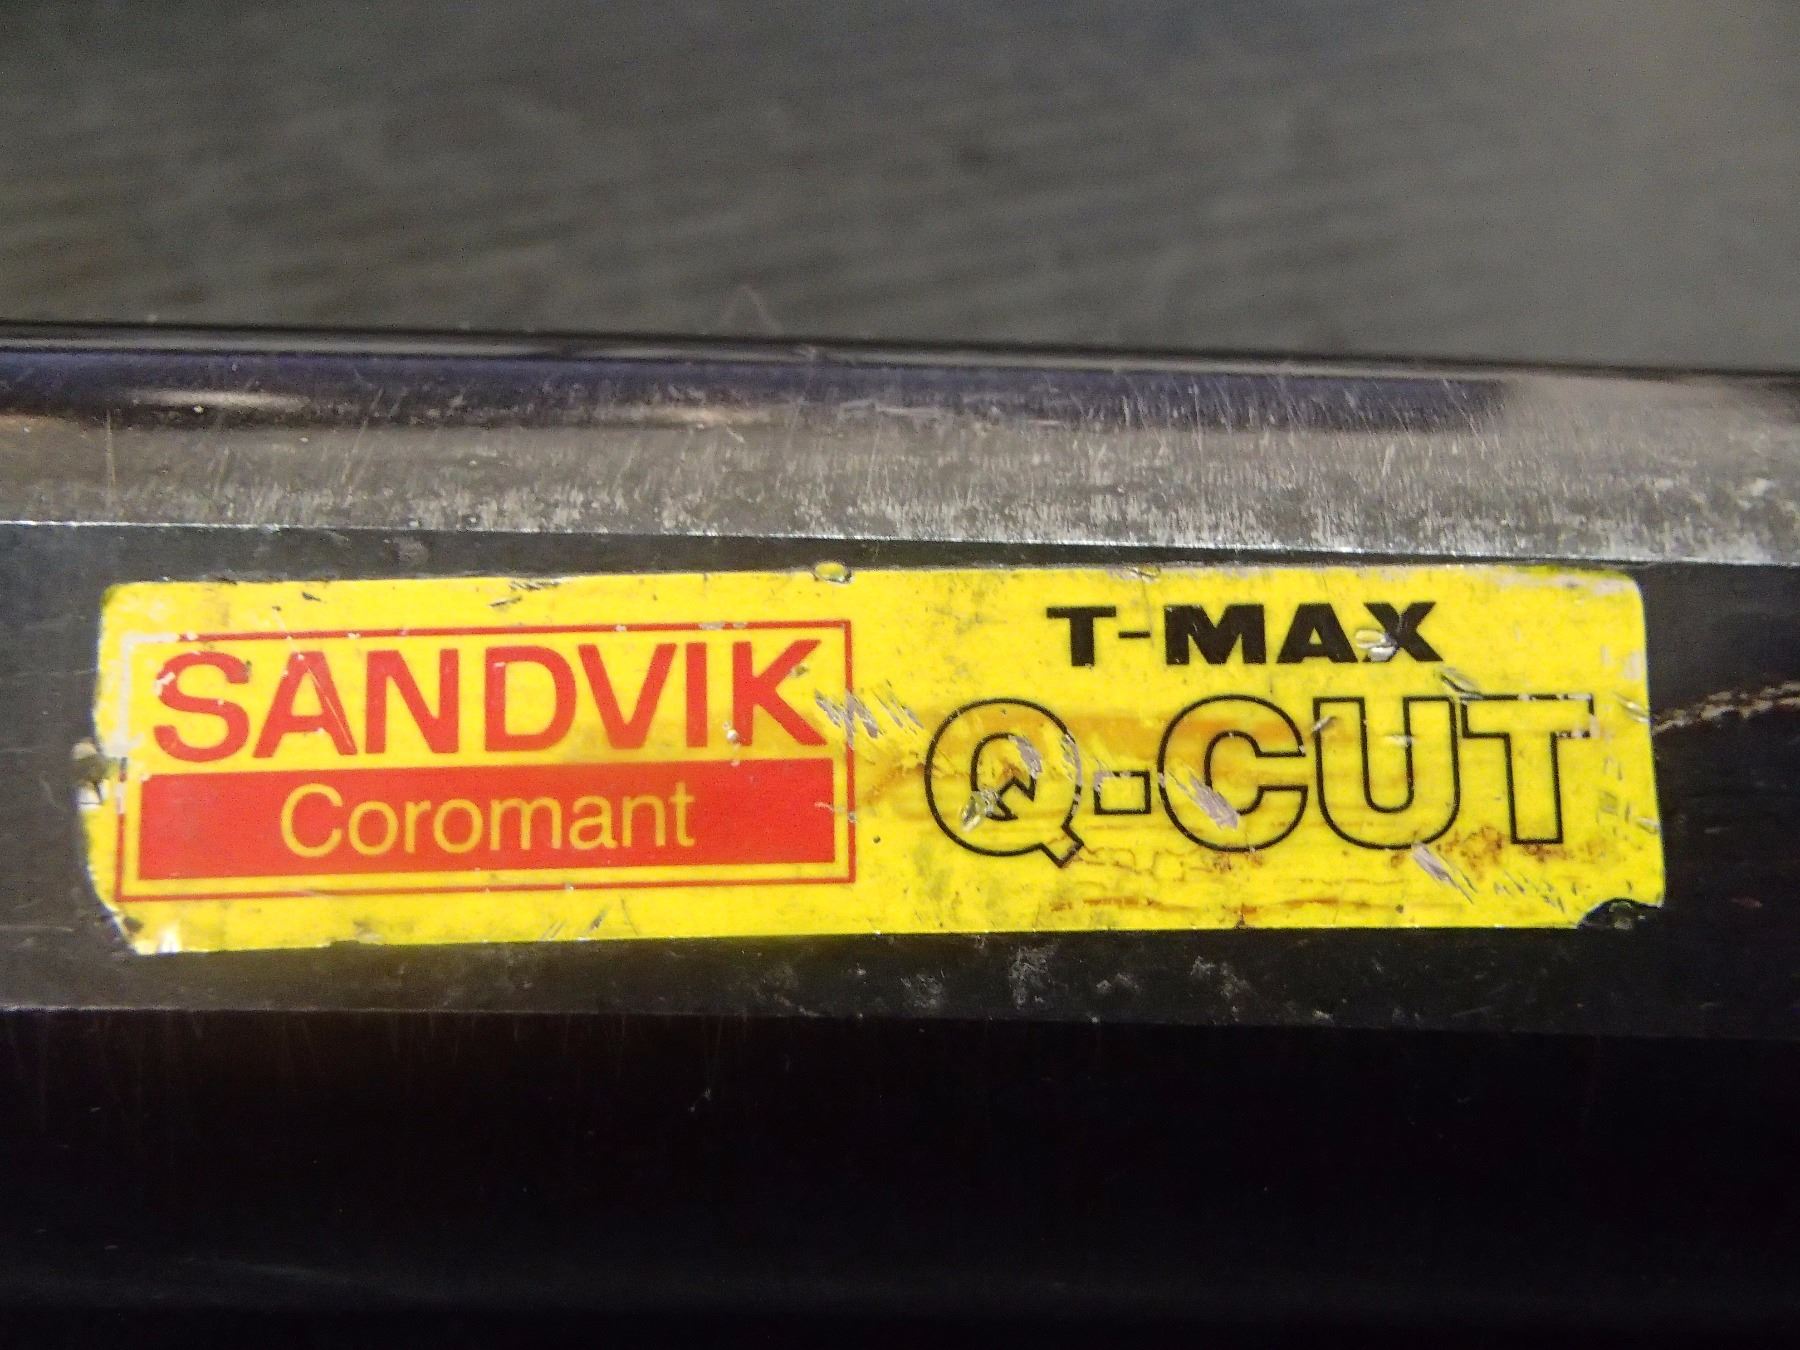 SANDVIK
Coromant
T-MAX
Q-CUT